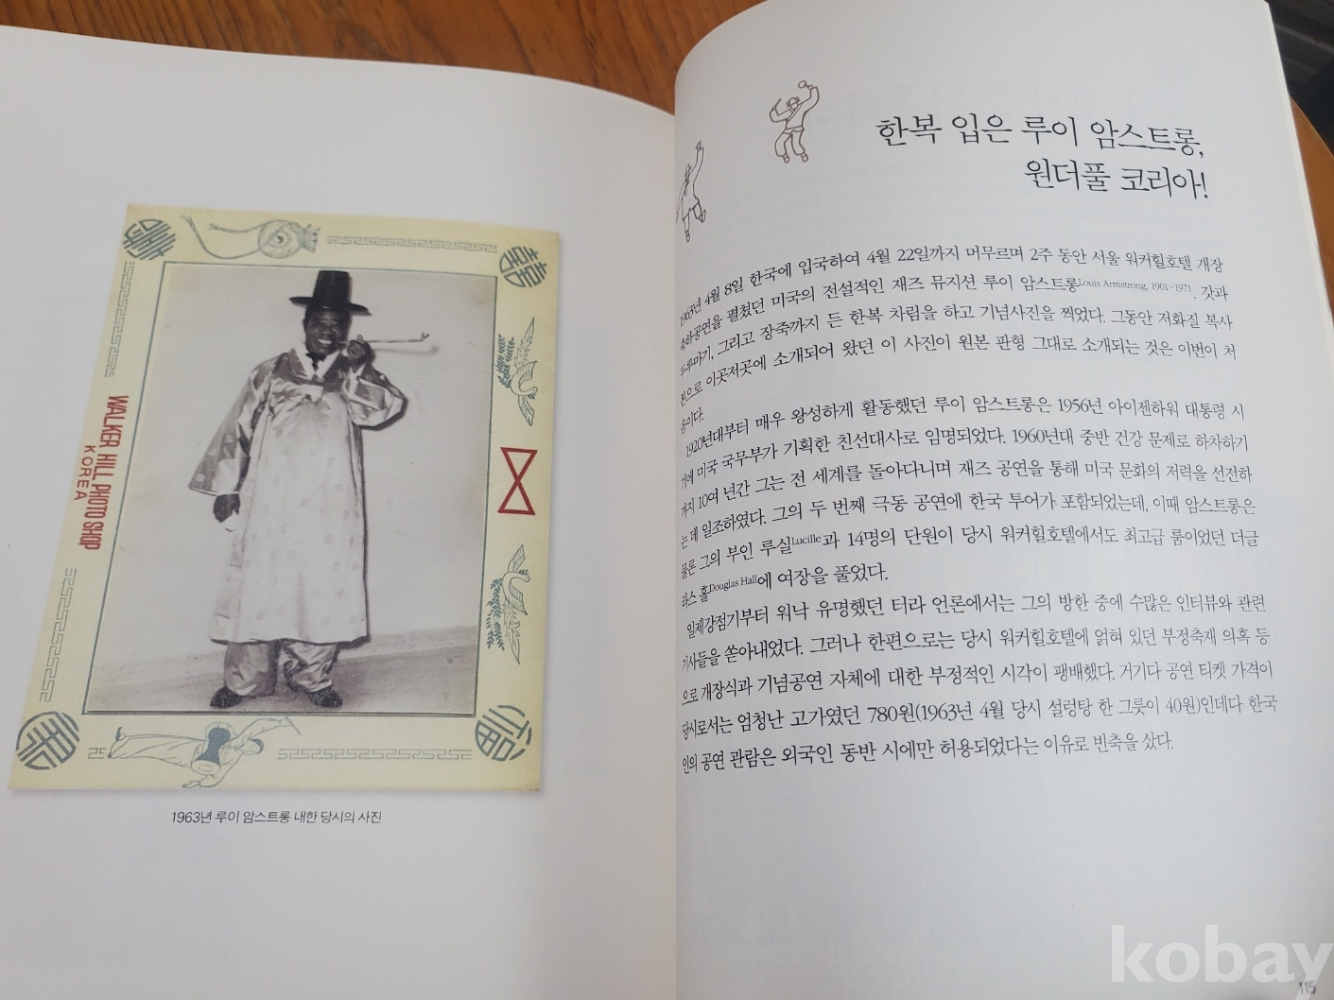 WALKER HILL PHOTO SHOP
KOREA
壽
囍
福
1963년 루이 암스트롱 내한 당시의 사진
한복 입은 루이 암스트롱,
원더풀 코리아!
1963년 4월 8일 한국에 입국하여 4월 22일까지 머무르며 2주 동안 서울 워커힐호텔 개장
축하공연을 펼쳤던 미국의 전설적인 재즈 뮤지션 루이 암스트롱Louis Armstrong, 1901~1971. 갓과
두루마기, 그리고 장죽까지 든 한복 차림을 하고 기념사진을 찍었다. 그동안 저화질 복사
본으로 이곳저곳에 소개되어 왔던 이 사진이 원본 판형 그대로 소개되는 것은 이번이 처
음이다.
1920년대부터 매우 왕성하게 활동했던 루이 암스트롱은 1956년 아이젠하워 대통령 시
기에 미국 국무부가 기획한 친선대사로 임명되었다. 1960년대 중반 건강 문제로 하차하기
까지 10여 년간 그는 전 세계를 돌아다니며 재즈 공연을 통해 미국 문화의 저력을 선전하
는 데 일조하였다. 그의 두 번째 극동 공연에 한국 투어가 포함되었는데, 이때 암스트롱은
물론 그의 부인 루실Lucille과 14명의 단원이 당시 워커힐호텔에서도 최고급 룸이었던 더글
라스 홀Douglas Hall에 여장을 풀었다.
일제강점기부터 워낙 유명했던 터라 언론에서는 그의 방한 중에 수많은 인터뷰와 관련
기사들을 쏟아내었다. 그러나 한편으로는 당시 워커힐호텔에 얽혀 있던 부정축재 의혹 등
으로 개장식과 기념공연 자체에 대한 부정적인 시각이 팽배했다. 거기다 공연 티켓 가격이
당시로서는 엄청난 고가였던 780원(1963년 4월 당시 설렁탕 한 그릇이 40원)인데다 한국
인의 공연 관람은 외국인 동반 시에만 허용되었다는 이유로 빈축을 샀다.
kobay
115